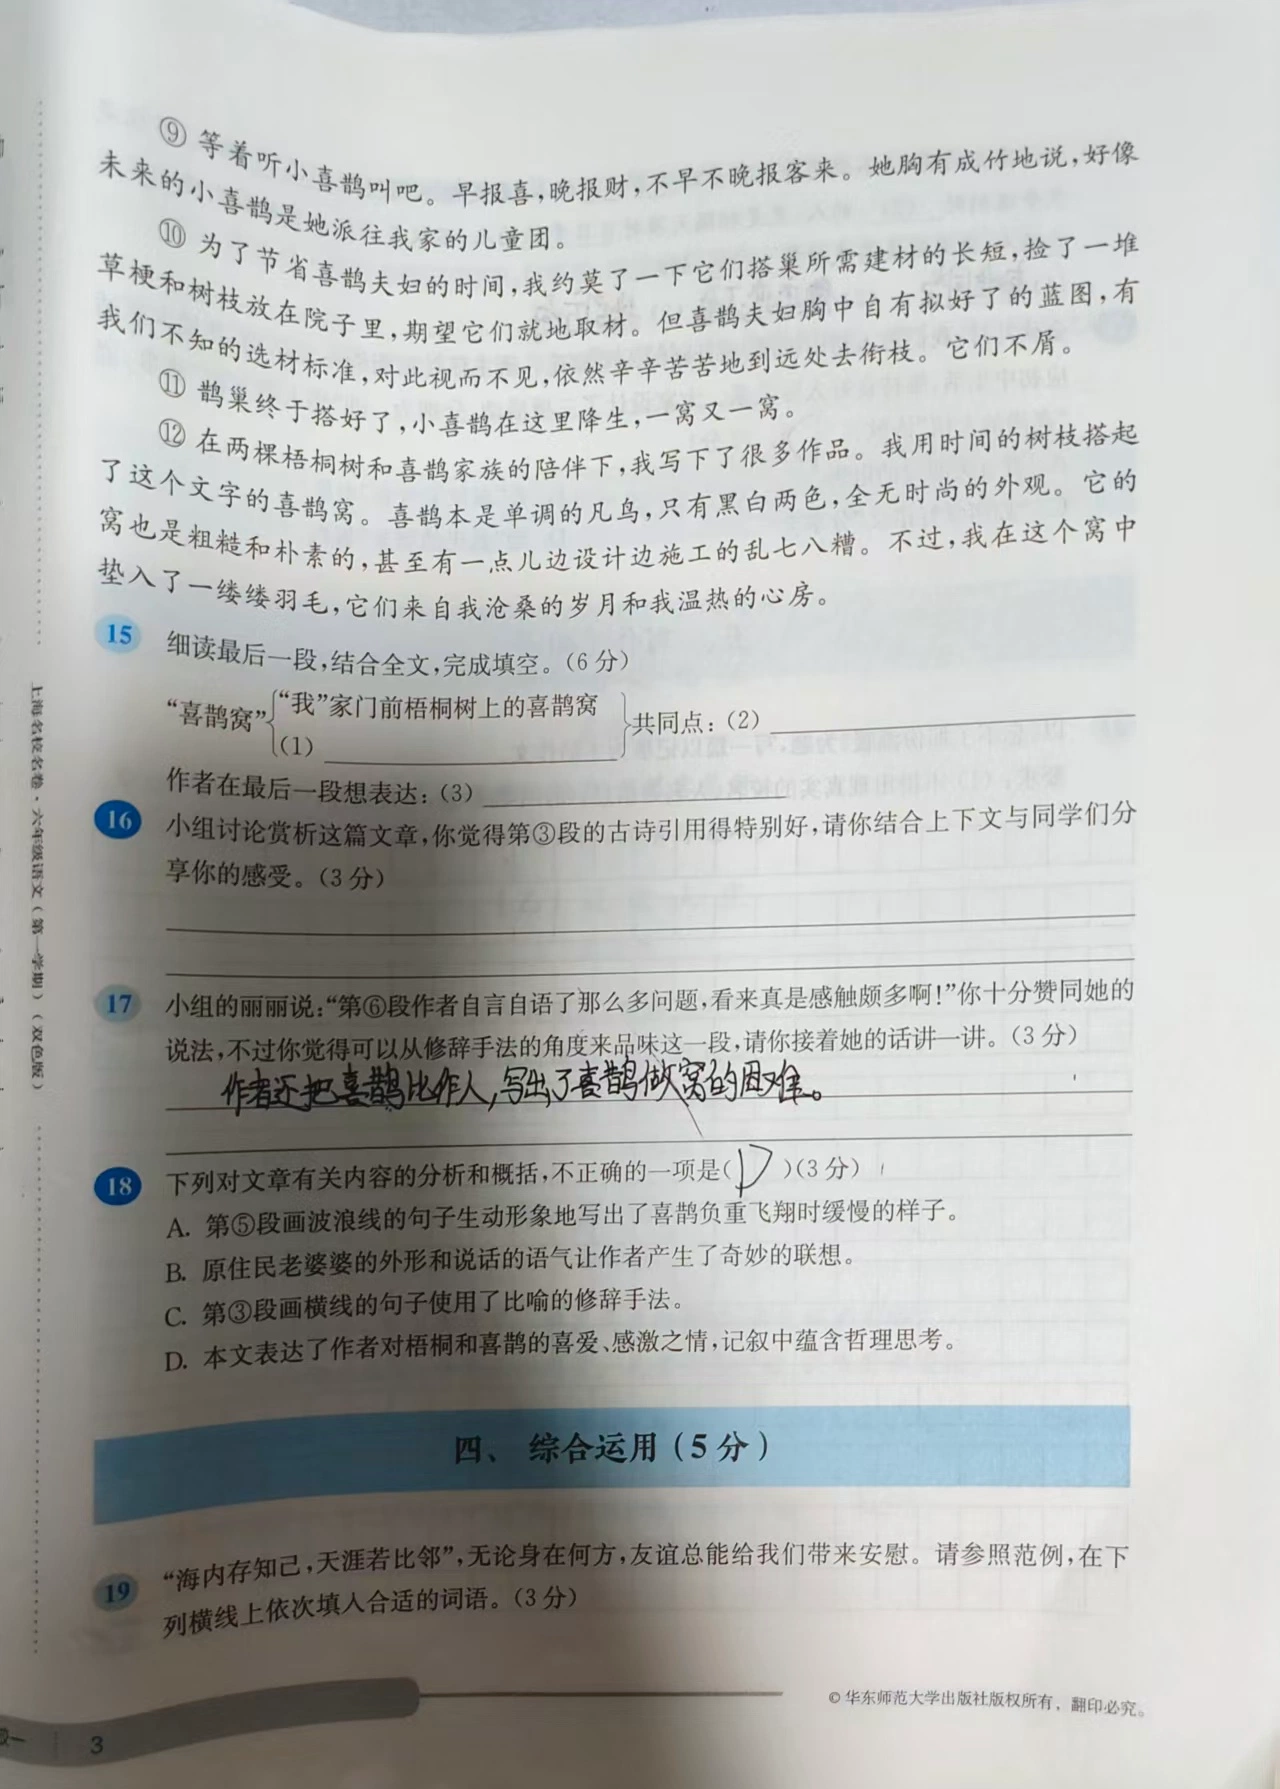 ⑨ 等着听小喜鹊叫吧。早报喜,晚报财,不早不晚报客来。她胸有成竹地说,好像
未来的小喜鹊是她派往我家的儿童团。
⑩ 为了节省喜鹊夫妇的时间,我约莫了一下它们搭巢所需建材的长短,捡了一堆
草梗和树枝放在院子里,期望它们就地取材。但喜鹊夫妇胸中自有拟好了的蓝图,有
我们不知的选材标准,对此视而不见,依然辛辛苦苦地到远处去衔枝。它们不屑。
⑪ 鹊巢终于搭好了,小喜鹊在这里降生,一窝又一窝。
⑫ 在两棵梧桐树和喜鹊家族的陪伴下,我写下了很多作品。我用时间的树枝搭起
了这个文字的喜鹊窝。喜鹊本是单调的凡鸟,只有黑白两色,全无时尚的外观。它的
窝也是粗糙和朴素的,甚至有一点儿边设计边施工的乱七八糟。不过,我在这个窝中
垫入了一缕缕羽毛,它们来自我沧桑的岁月和我温热的心房。
15 细读最后一段,结合全文,完成填空。(6分)
“喜鹊窝”{“我”家门前梧桐树上的喜鹊窝
(1)
}共同点:(2)
作者在最后一段想表达:(3)
16 小组讨论赏析这篇文章,你觉得第③段的古诗引用得特别好,请你结合上下文与同学们分
享你的感受。(3分)
17 小组的丽丽说:“第⑥段作者自言自语了那么多问题,看来真是感触颇多啊!”你十分赞同她的
说法,不过你觉得可以从修辞手法的角度来品味这一段,请你接着她的话讲一讲。(3分)
作者还把喜鹊比作人,写出了喜鹊做窝的困难。
18 下列对文章有关内容的分析和概括,不正确的一项是(D)(3分)
A. 第⑤段画波浪线的句子生动形象地写出了喜鹊负重飞翔时缓慢的样子。
B. 原住民老婆婆的外形和说话的语气让作者产生了奇妙的联想。
C. 第③段画横线的句子使用了比喻的修辞手法。
D. 本文表达了作者对梧桐和喜鹊的喜爱、感激之情,记叙中蕴含哲理思考。
四、 综合运用(5分)
19 “海内存知己,天涯若比邻”,无论身在何方,友谊总能给我们带来安慰。请参照范例,在下
列横线上依次填入合适的词语。(3分)
©华东师范大学出版社版权所有,翻印必究。
3
上海名校名卷·六年级语文(第一学期)(双色版)